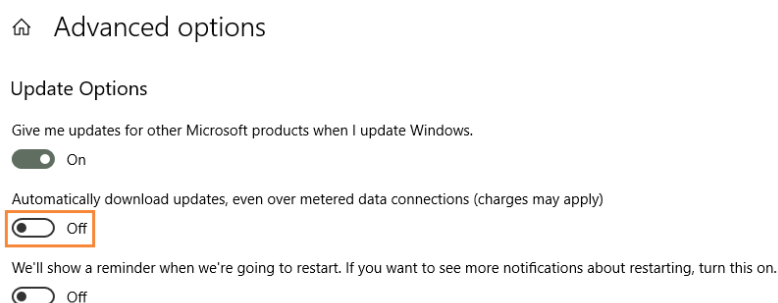 Advanced options
Update Options
Give me updates for other Microsoft products when I update Windows.
On
Automatically download updates, even over metered data connections (charges may apply)
Off
We'll show a reminder when we're going to restart. If you want to see more notifications about restarting, turn this on.
Off